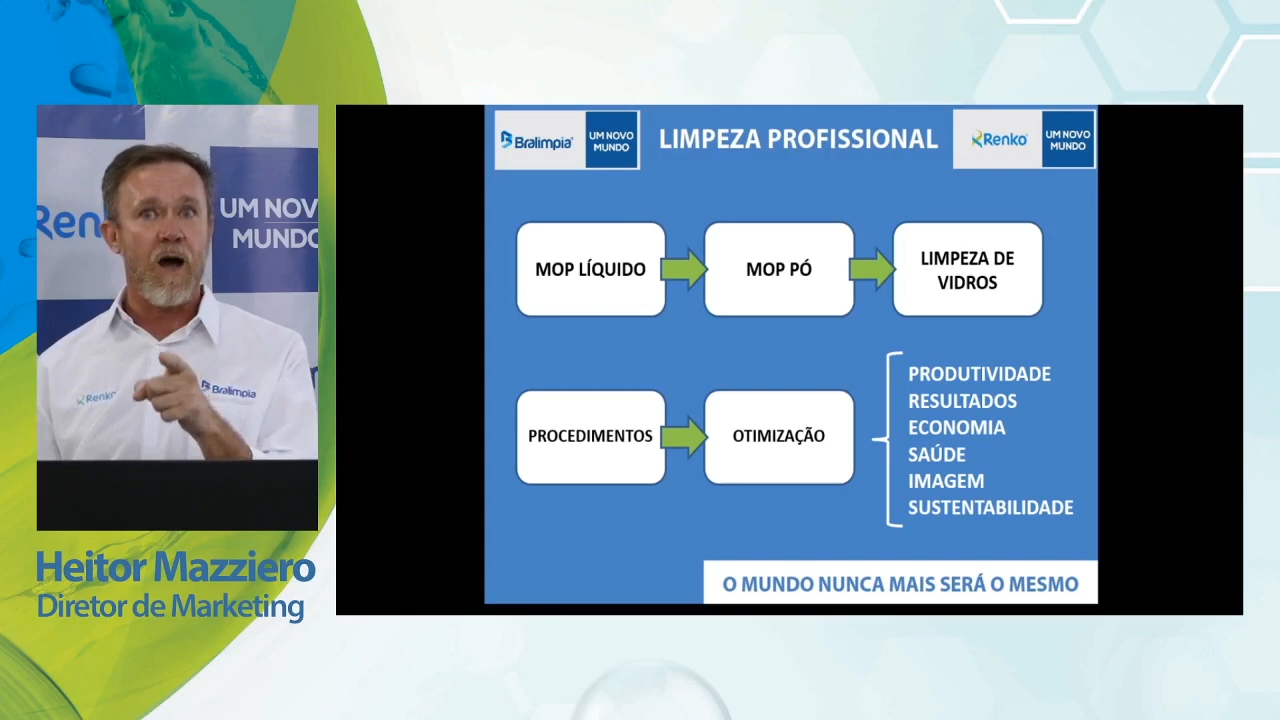 Renko
UM NOV
MUNDO
Renko
Bralimpia
Heitor Mazziero
Diretor de Marketing
Bralimpia
UM NOVO
MUNDO
LIMPEZA PROFISSIONAL
Renko
UM NOVO
MUNDO
MOP LÍQUIDO
MOP PÓ
LIMPEZA DE
VIDROS
PROCEDIMENTOS
OTIMIZAÇÃO
PRODUTIVIDADE
RESULTADOS
ECONOMIA
SAÚDE
IMAGEM
SUSTENTABILIDADE
O MUNDO NUNCA MAIS SERÁ O MESMO